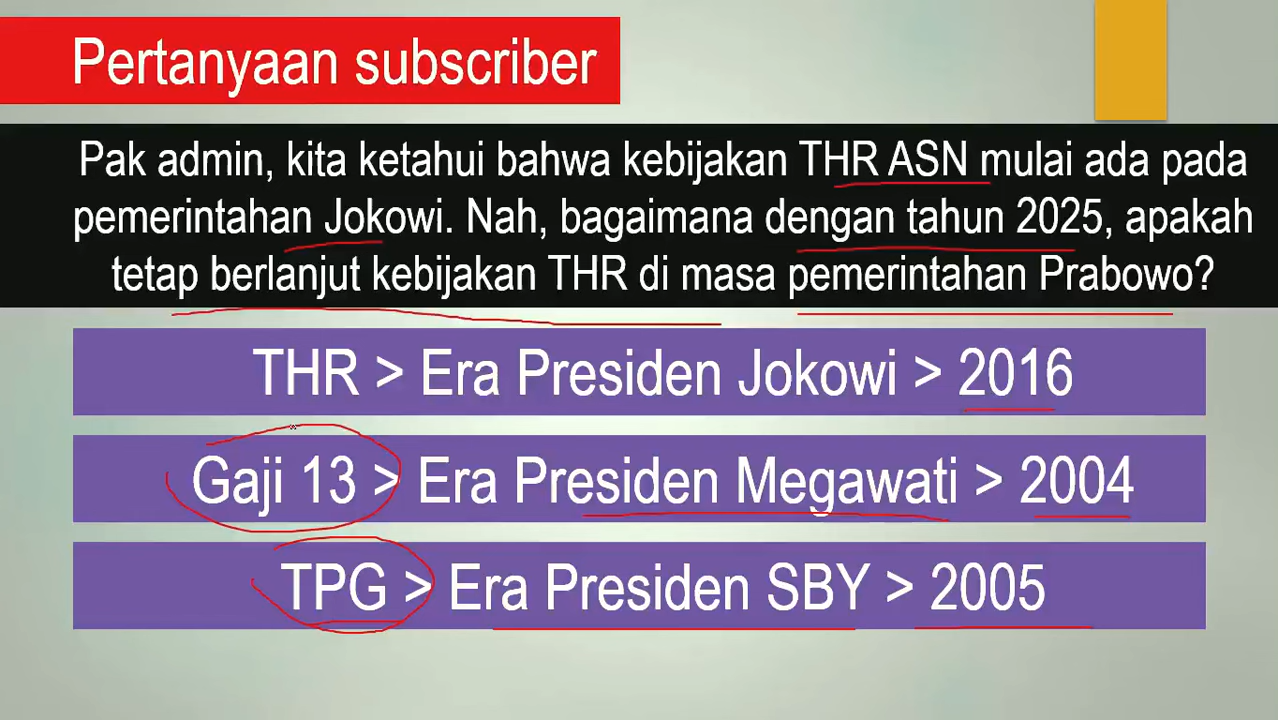 Pertanyaan subscriber
Pak admin, kita ketahui bahwa kebijakan THR ASN mulai ada pada
pemerintahan Jokowi. Nah, bagaimana dengan tahun 2025, apakah
tetap berlanjut kebijakan THR di masa pemerintahan Prabowo?
THR > Era Presiden Jokowi > 2016
Gaji 13 > Era Presiden Megawati > 2004
TPG > Era Presiden SBY > 2005